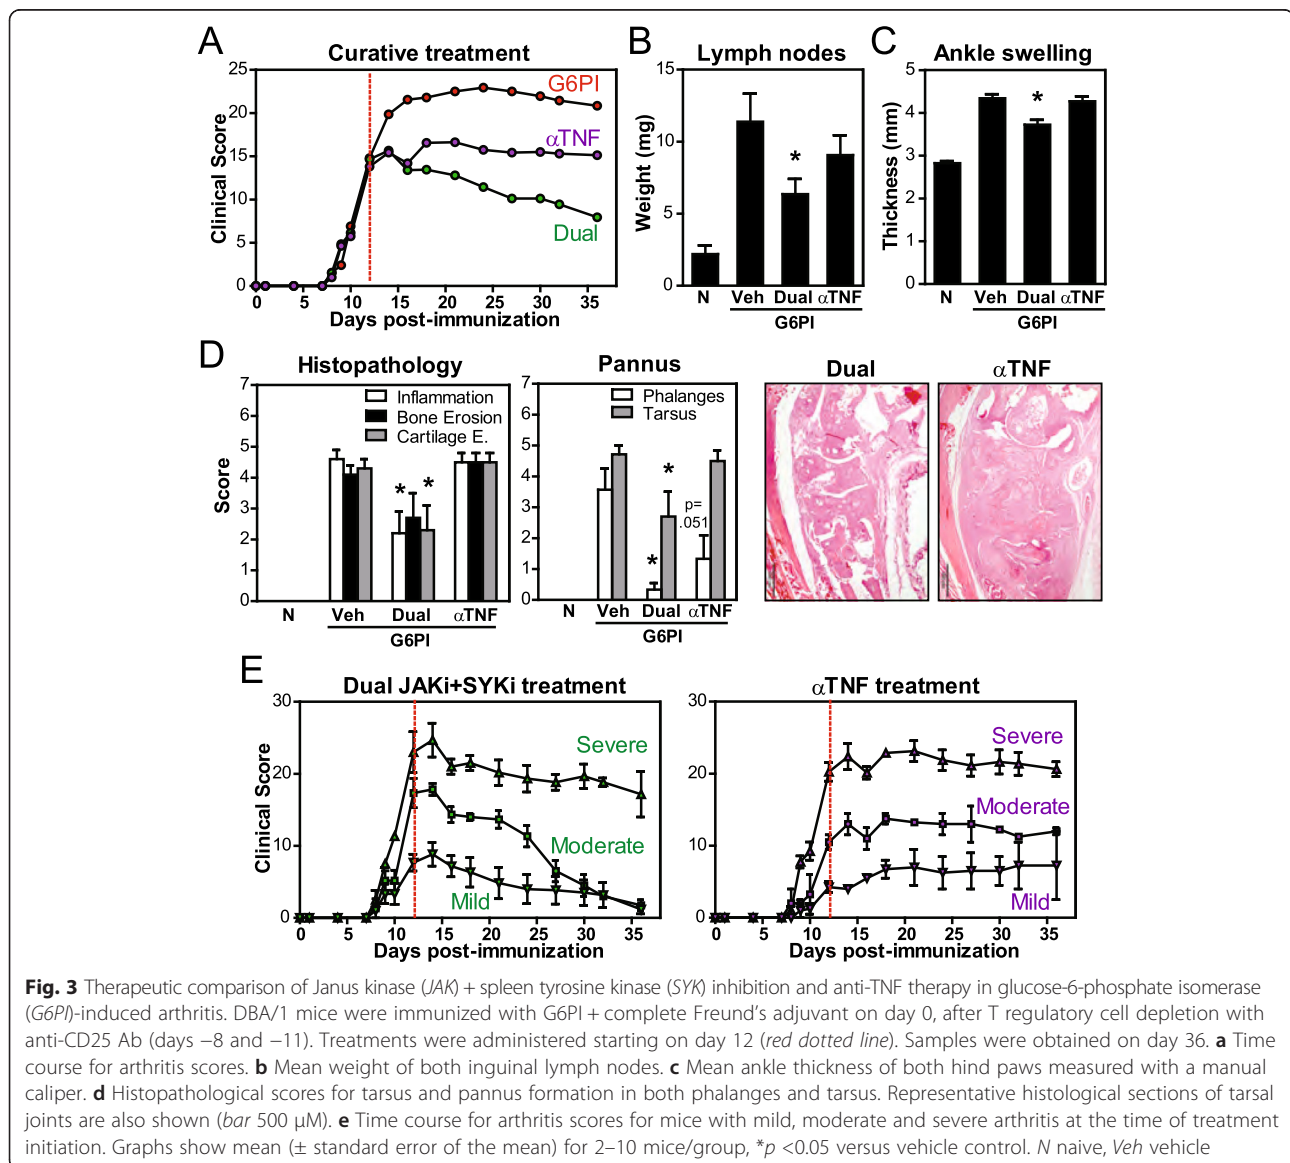 A
Curative treatment
25
20
15
10
5
0
Clinical Score
G6PI
αTNF
Dual
0 5 10 15 20 25 30 35
Days post-immunization
B
Lymph nodes
15
10
5
0
Weight (mg)
N Veh Dual αTNF
G6PI
C
Ankle swelling
5
4
3
2
1
0
Thickness (mm)
*
*
N Veh Dual αTNF
G6PI
D
Histopathology
7
6
5
4
3
2
1
0
Score
Inflammation
Bone Erosion
Cartilage E.
* *
N Veh Dual αTNF
G6PI
Pannus
7
6
5
4
3
2
1
0
Phalanges
Tarsus
*
*
p=
.051
N Veh Dual αTNF
G6PI
Dual
αTNF
E
Dual JAKi+SYKi treatment
30
20
10
0
Clinical Score
Severe
Moderate
Mild
0 5 10 15 20 25 30 35
Days post-immunization
αTNF treatment
30
20
10
0
Severe
Moderate
Mild
0 5 10 15 20 25 30 35
Days post-immunization
Fig. 3 Therapeutic comparison of Janus kinase (JAK) + spleen tyrosine kinase (SYK) inhibition and anti-TNF therapy in glucose-6-phosphate isomerase
(G6PI)-induced arthritis. DBA/1 mice were immunized with G6PI + complete Freund's adjuvant on day 0, after T regulatory cell depletion with
anti-CD25 Ab (days −8 and −11). Treatments were administered starting on day 12 (red dotted line). Samples were obtained on day 36. a Time
course for arthritis scores. b Mean weight of both inguinal lymph nodes. c Mean ankle thickness of both hind paws measured with a manual
caliper. d Histopathological scores for tarsus and pannus formation in both phalanges and tarsus. Representative histological sections of tarsal
joints are also shown (bar 500 μM). e Time course for arthritis scores for mice with mild, moderate and severe arthritis at the time of treatment
initiation. Graphs show mean (± standard error of the mean) for 2–10 mice/group, *p <0.05 versus vehicle control. N naive, Veh vehicle